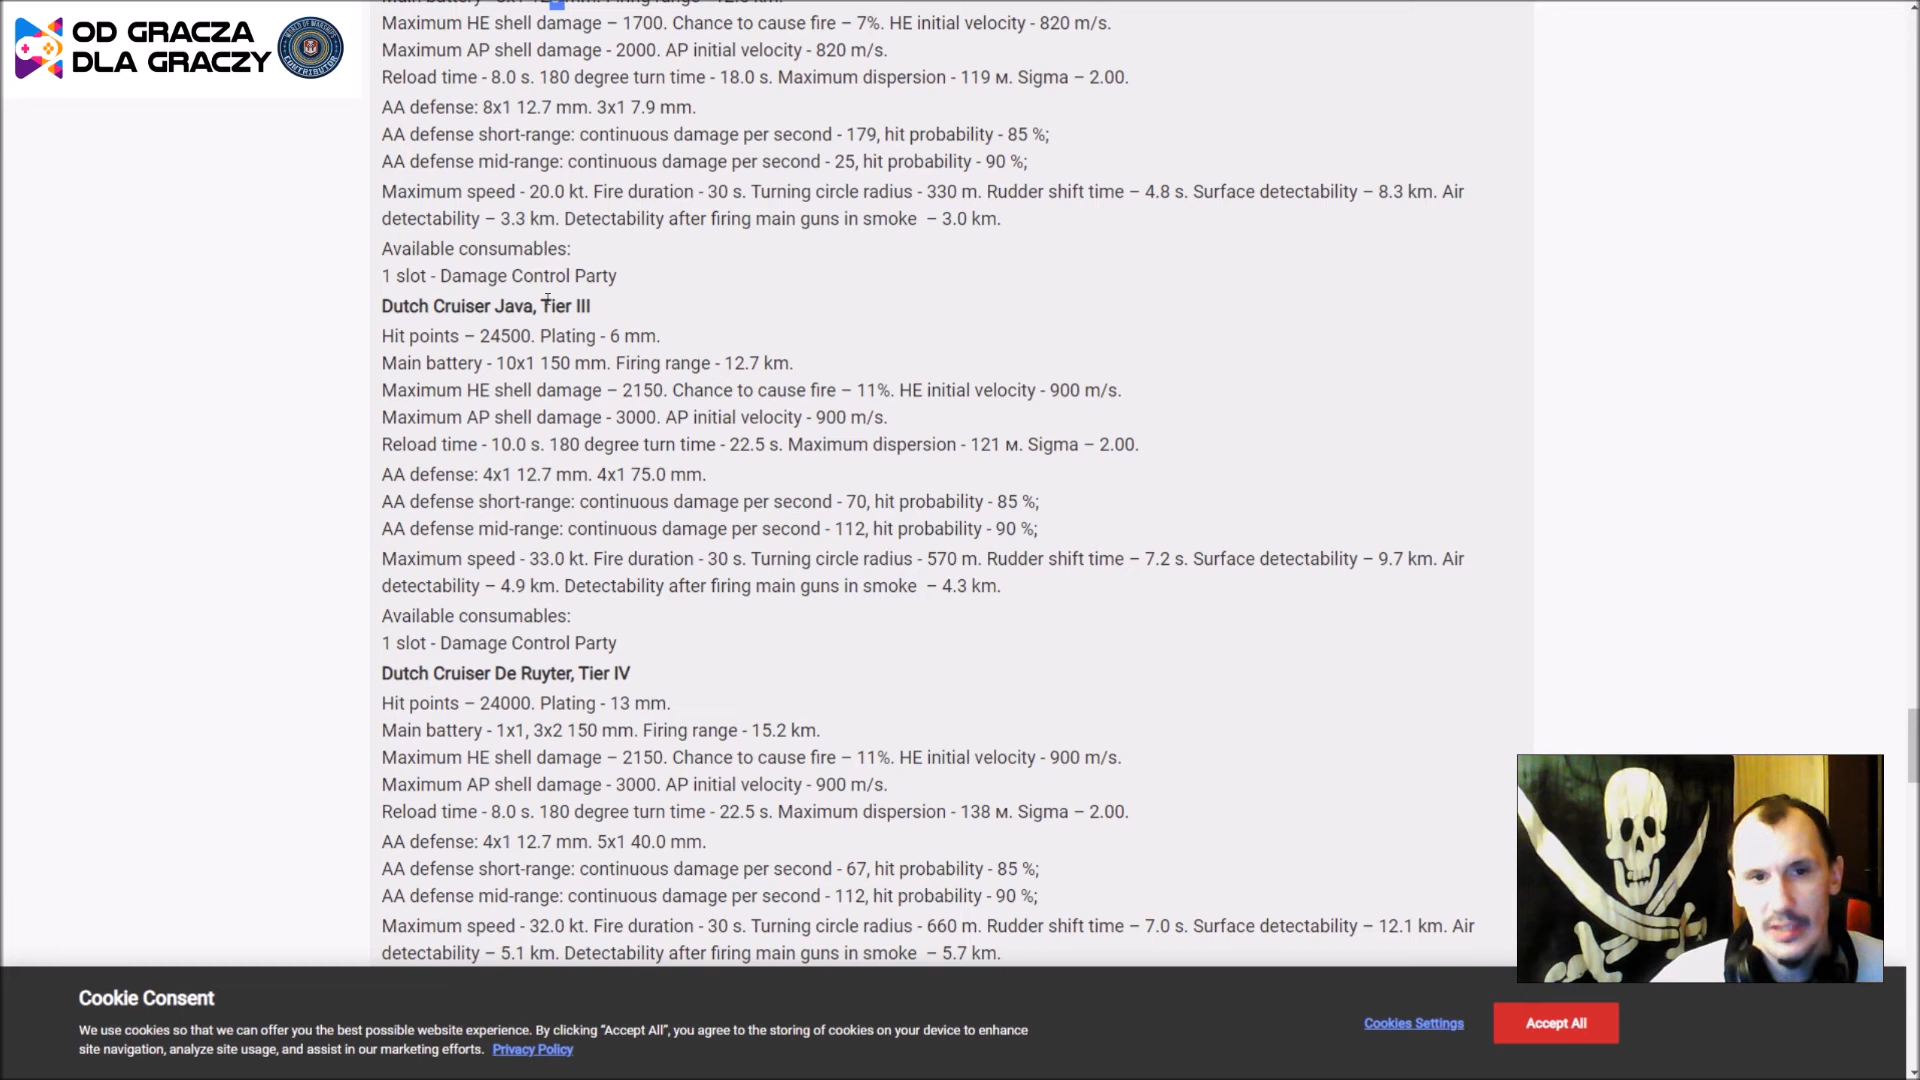 OD GRACZA
DLA GRACZY
Maximum HE shell damage – 1700. Chance to cause fire – 7%. HE initial velocity - 820 m/s.
Maximum AP shell damage - 2000. AP initial velocity - 820 m/s.
Reload time - 8.0 s. 180 degree turn time - 18.0 s. Maximum dispersion - 119 м. Sigma – 2.00.
AA defense: 8x1 12.7 mm. 3x1 7.9 mm.
AA defense short-range: continuous damage per second - 179, hit probability - 85 %;
AA defense mid-range: continuous damage per second - 25, hit probability - 90 %;
Maximum speed - 20.0 kt. Fire duration - 30 s. Turning circle radius - 330 m. Rudder shift time – 4.8 s. Surface detectability – 8.3 km. Air
detectability – 3.3 km. Detectability after firing main guns in smoke – 3.0 km.
Available consumables:
1 slot - Damage Control Party
Dutch Cruiser Java, Tier III
Hit points – 24500. Plating - 6 mm.
Main battery - 10x1 150 mm. Firing range - 12.7 km.
Maximum HE shell damage – 2150. Chance to cause fire – 11%. HE initial velocity - 900 m/s.
Maximum AP shell damage - 3000. AP initial velocity - 900 m/s.
Reload time - 10.0 s. 180 degree turn time - 22.5 s. Maximum dispersion - 121 м. Sigma – 2.00.
AA defense: 4x1 12.7 mm. 4x1 75.0 mm.
AA defense short-range: continuous damage per second - 70, hit probability - 85 %;
AA defense mid-range: continuous damage per second - 112, hit probability - 90 %;
Maximum speed - 33.0 kt. Fire duration - 30 s. Turning circle radius - 570 m. Rudder shift time – 7.2 s. Surface detectability – 9.7 km. Air
detectability – 4.9 km. Detectability after firing main guns in smoke – 4.3 km.
Available consumables:
1 slot - Damage Control Party
Dutch Cruiser De Ruyter, Tier IV
Hit points – 24000. Plating - 13 mm.
Main battery - 1x1, 3x2 150 mm. Firing range - 15.2 km.
Maximum HE shell damage – 2150. Chance to cause fire – 11%. HE initial velocity - 900 m/s.
Maximum AP shell damage - 3000. AP initial velocity - 900 m/s.
Reload time - 8.0 s. 180 degree turn time - 22.5 s. Maximum dispersion - 138 м. Sigma – 2.00.
AA defense: 4x1 12.7 mm. 5x1 40.0 mm.
AA defense short-range: continuous damage per second - 67, hit probability - 85 %;
AA defense mid-range: continuous damage per second - 112, hit probability - 90 %;
Maximum speed - 32.0 kt. Fire duration - 30 s. Turning circle radius - 660 m. Rudder shift time – 7.0 s. Surface detectability – 12.1 km. Air
detectability – 5.1 km. Detectability after firing main guns in smoke – 5.7 km.
Cookie Consent
We use cookies so that we can offer you the best possible website experience. By clicking “Accept All”, you agree to the storing of cookies on your device to enhance
site navigation, analyze site usage, and assist in our marketing efforts. Privacy Policy
Cookies Settings
Accept All